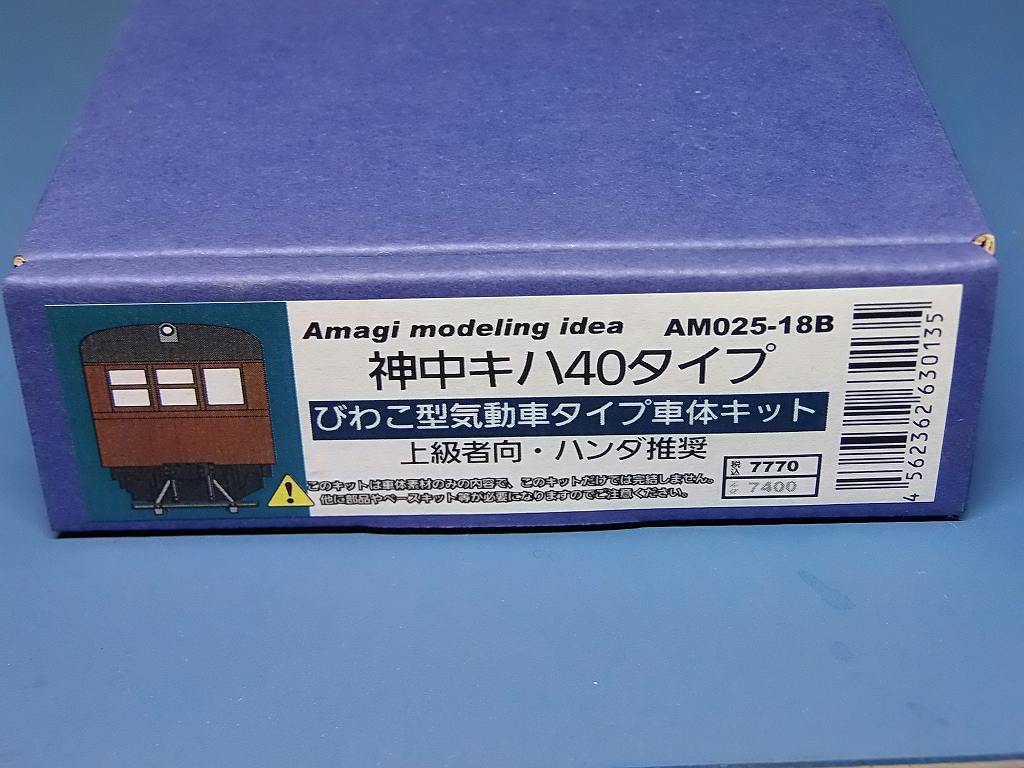 Amagi modeling idea AM025-18B
神中キハ40タイプ
びわこ型気動車タイプ車体キット
上級者向・ハンダ推奨
このキットは車体素材のみの内容で、このキットだけでは完結しません。
他に部品やベースキット等が必要になりますのでご注意ください。
税込 7770
7400
4562362630135